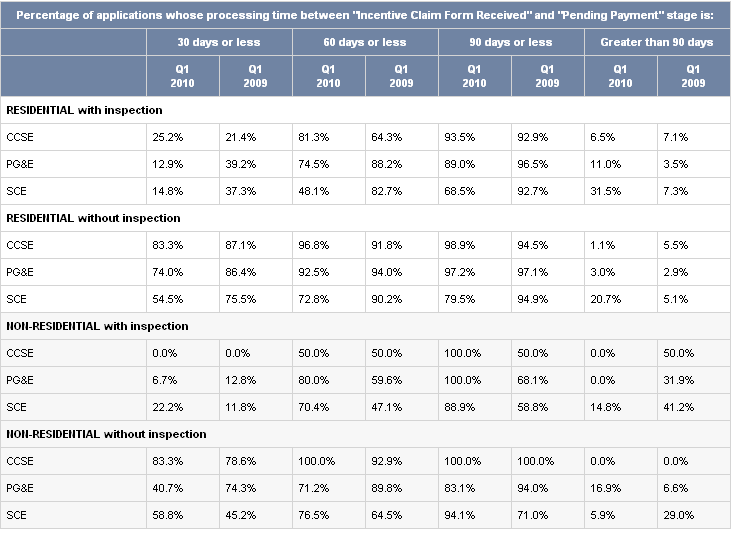 Percentage of applications whose processing time between "Incentive Claim Form Received" and "Pending Payment" stage is:
30 days or less 60 days or less 90 days or less Greater than 90 days
Q1 2010 Q1 2009 Q1 2010 Q1 2009 Q1 2010 Q1 2009 Q1 2010 Q1 2009
RESIDENTIAL with inspection
CCSE 25.2% 21.4% 81.3% 64.3% 93.5% 92.9% 6.5% 7.1%
PG&E 12.9% 39.2% 74.5% 88.2% 89.0% 96.5% 11.0% 3.5%
SCE 14.8% 37.3% 48.1% 82.7% 68.5% 92.7% 31.5% 7.3%
RESIDENTIAL without inspection
CCSE 83.3% 87.1% 96.8% 91.8% 98.9% 94.5% 1.1% 5.5%
PG&E 74.0% 86.4% 92.5% 94.0% 97.2% 97.1% 3.0% 2.9%
SCE 54.5% 75.5% 72.8% 90.2% 79.5% 94.9% 20.7% 5.1%
NON-RESIDENTIAL with inspection
CCSE 0.0% 0.0% 50.0% 50.0% 100.0% 50.0% 0.0% 50.0%
PG&E 6.7% 12.8% 80.0% 59.6% 100.0% 68.1% 0.0% 31.9%
SCE 22.2% 11.8% 70.4% 47.1% 88.9% 58.8% 14.8% 41.2%
NON-RESIDENTIAL without inspection
CCSE 83.3% 78.6% 100.0% 92.9% 100.0% 100.0% 0.0% 0.0%
PG&E 40.7% 74.3% 71.2% 89.8% 83.1% 94.0% 16.9% 6.6%
SCE 58.8% 45.2% 76.5% 64.5% 94.1% 71.0% 5.9% 29.0%